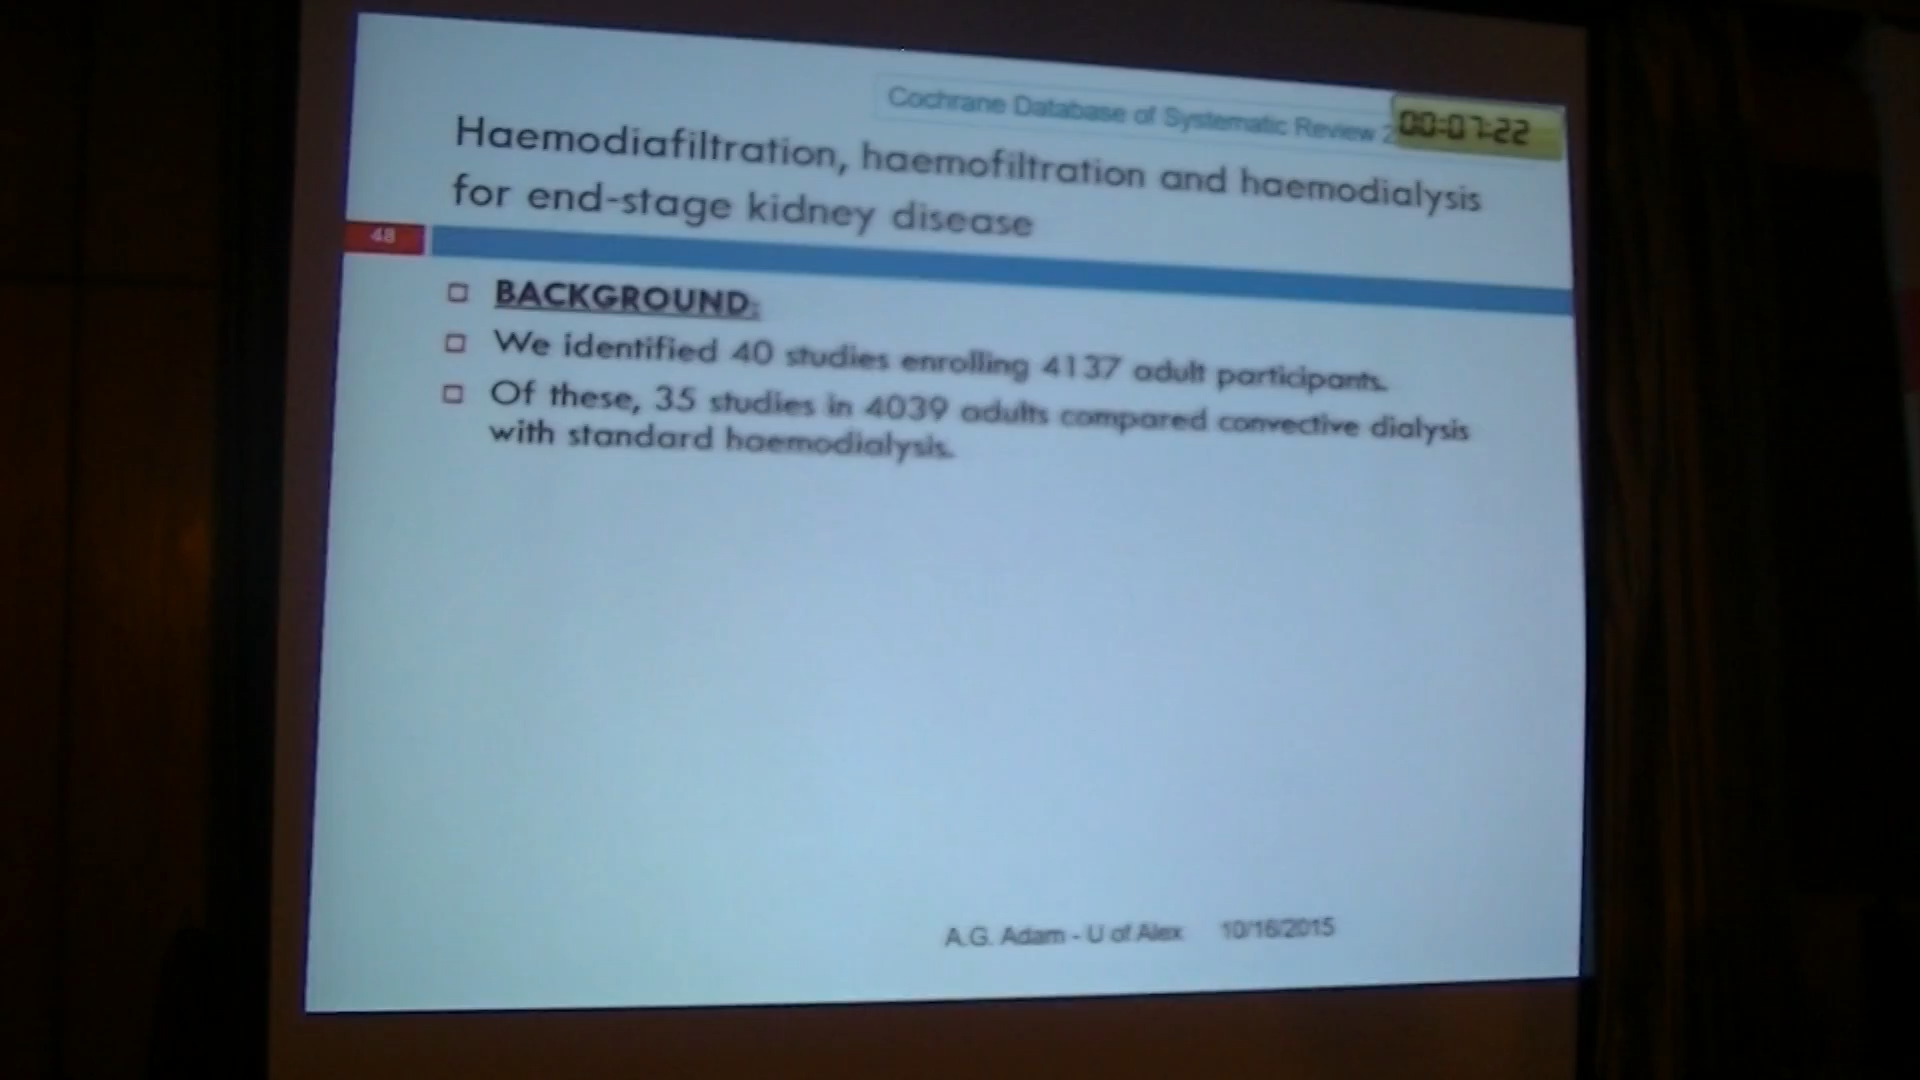 Cochrane Database of Systematic Review 2
00:07:22
Haemodiafiltration, haemofiltration and haemodialysis
for end-stage kidney disease
48
BACKGROUND:
We identified 40 studies enrolling 4137 adult participants.
Of these, 35 studies in 4039 adults compared convective dialysis
with standard haemodialysis.
A.G. Adam - U of Alex 10/16/2015